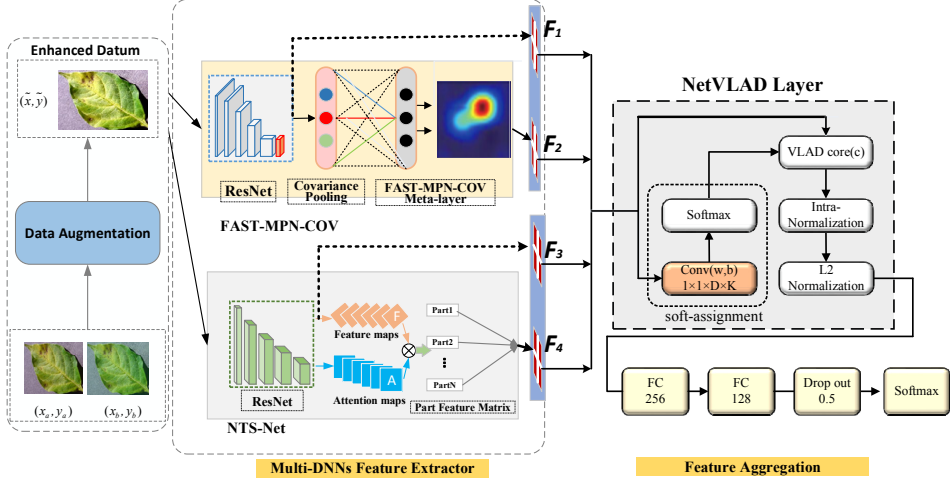 Enhanced Datum
(x̃, ỹ)
Data Augmentation
(xₐ, yₐ)
(x_b, y_b)
ResNet
Covariance
Pooling
FAST-MPN-COV
Meta-layer
FAST-MPN-COV
F₁
F₂
F₃
F₄
ResNet
F
Feature maps
A
Attention maps
Part1
Part2
PartN
Part Feature Matrix
NTS-Net
Multi-DNNs Feature Extractor
NetVLAD Layer
VLAD core(c)
Softmax
Intra-
Normalization
Conv(w,b)
1×1×D×K
L2
Normalization
soft-assignment
FC
256
FC
128
Drop out
0.5
Softmax
Feature Aggregation